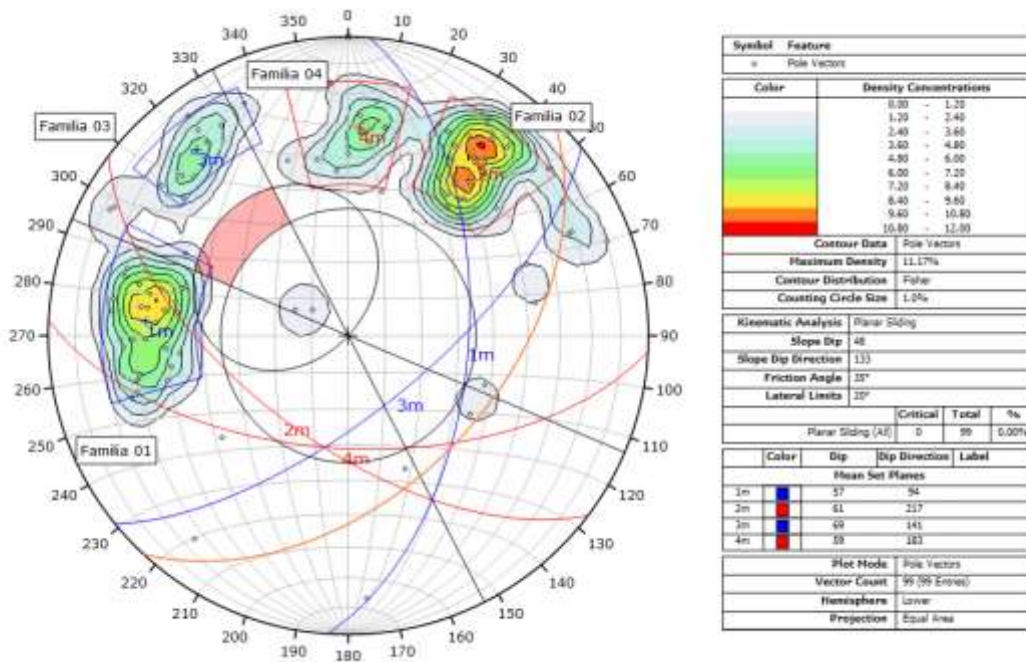 0
10
20
30
40
50
60
70
80
90
100
110
120
130
140
150
160
170
180
190
200
210
220
230
240
250
260
270
280
290
300
310
320
330
340
350
Familia 04
Familia 02
Familia 03
Familia 01
3m
4m
2m
1m
1m
3m
2m
4m
Symbol Feature
Pole Vectors
Color Density Concentrations
0.00 - 1.20
1.20 - 2.40
2.40 - 3.60
3.60 - 4.80
4.80 - 6.00
6.00 - 7.20
7.20 - 8.40
8.40 - 9.60
9.60 - 10.80
10.80 - 12.00
Contour Data Pole Vectors
Maximum Density 11.17%
Contour Distribution Fisher
Counting Circle Size 1.0%
Kinematic Analysis Planar Sliding
Slope Dip 48
Slope Dip Direction 133
Friction Angle 35°
Lateral Limits 20°
Critical Total %
Planar Sliding (All) 0 99 0.00%
Color Dip Dip Direction Label
Mean Set Planes
1m 57 94
2m 61 217
3m 69 141
4m 59 183
Plot Mode Pole Vectors
Vector Count 99 (99 Entries)
Hemisphere Lower
Projection Equal Area